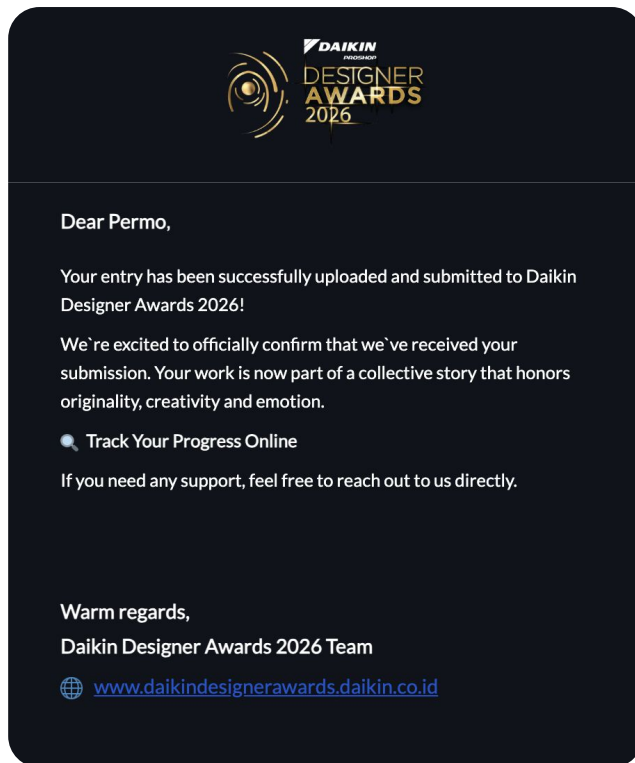 DAIKIN
PROSHOP
DESIGNER
AWARDS
2026
Dear Permo,
Your entry has been successfully uploaded and submitted to Daikin
Designer Awards 2026!
We`re excited to officially confirm that we`ve received your
submission. Your work is now part of a collective story that honors
originality, creativity and emotion.
Track Your Progress Online
If you need any support, feel free to reach out to us directly.
Warm regards,
Daikin Designer Awards 2026 Team
www.daikindesignerawards.daikin.co.id